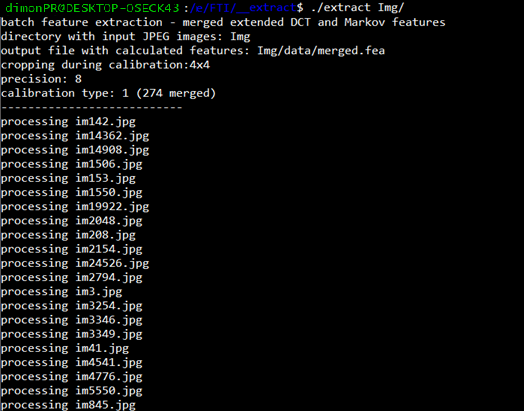 dimonPR@DESKTOP-OSECK43:/e/FTI/__extract$ ./extract Img/
batch feature extraction - merged extended DCT and Markov features
directory with input JPEG images: Img
output file with calculated features: Img/data/merged.fea
cropping during calibration:4x4
precision: 8
calibration type: 1 (274 merged)
---------------------------
processing im142.jpg
processing im14362.jpg
processing im14908.jpg
processing im1506.jpg
processing im153.jpg
processing im1550.jpg
processing im19922.jpg
processing im2048.jpg
processing im208.jpg
processing im2154.jpg
processing im24526.jpg
processing im2794.jpg
processing im3.jpg
processing im3254.jpg
processing im3346.jpg
processing im3349.jpg
processing im41.jpg
processing im4541.jpg
processing im4776.jpg
processing im5550.jpg
processing im845.jpg